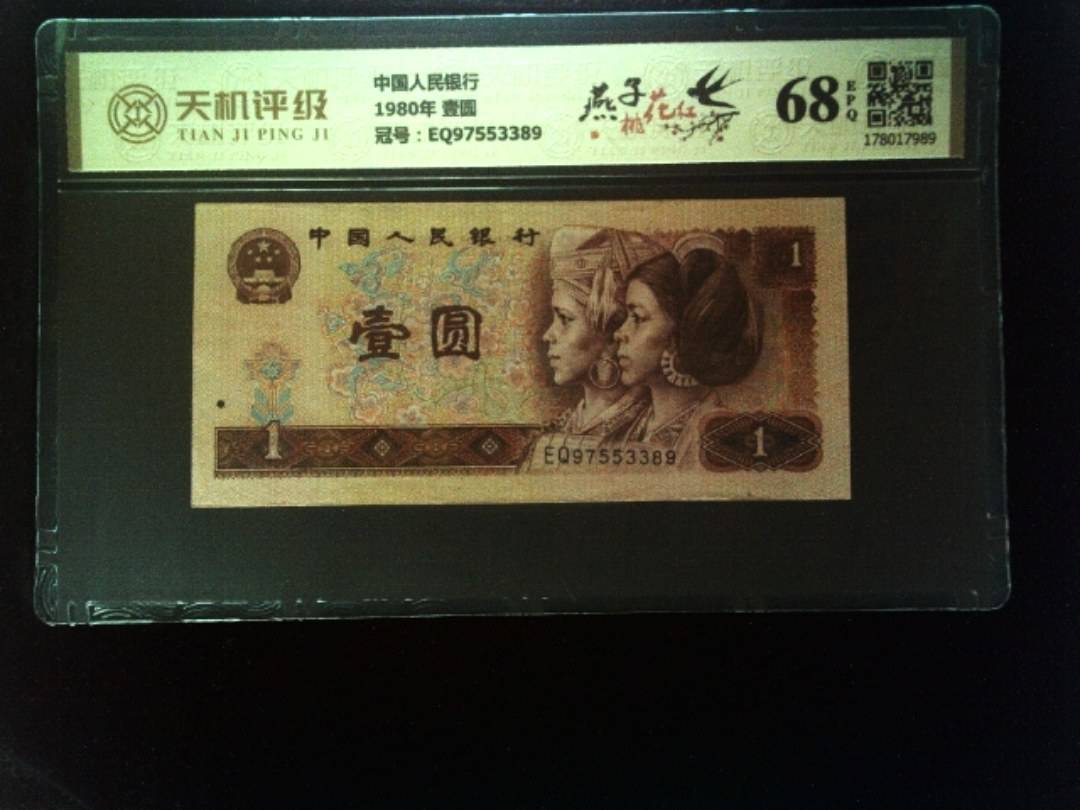 天机评级
TIAN JI PING JI
中国人民银行
1980年 壹圆
冠号：EQ97553389
燕子
桃花红
68
EPQ
178017989
中国人民银行
1
壹圆
1
EQ97553389
1